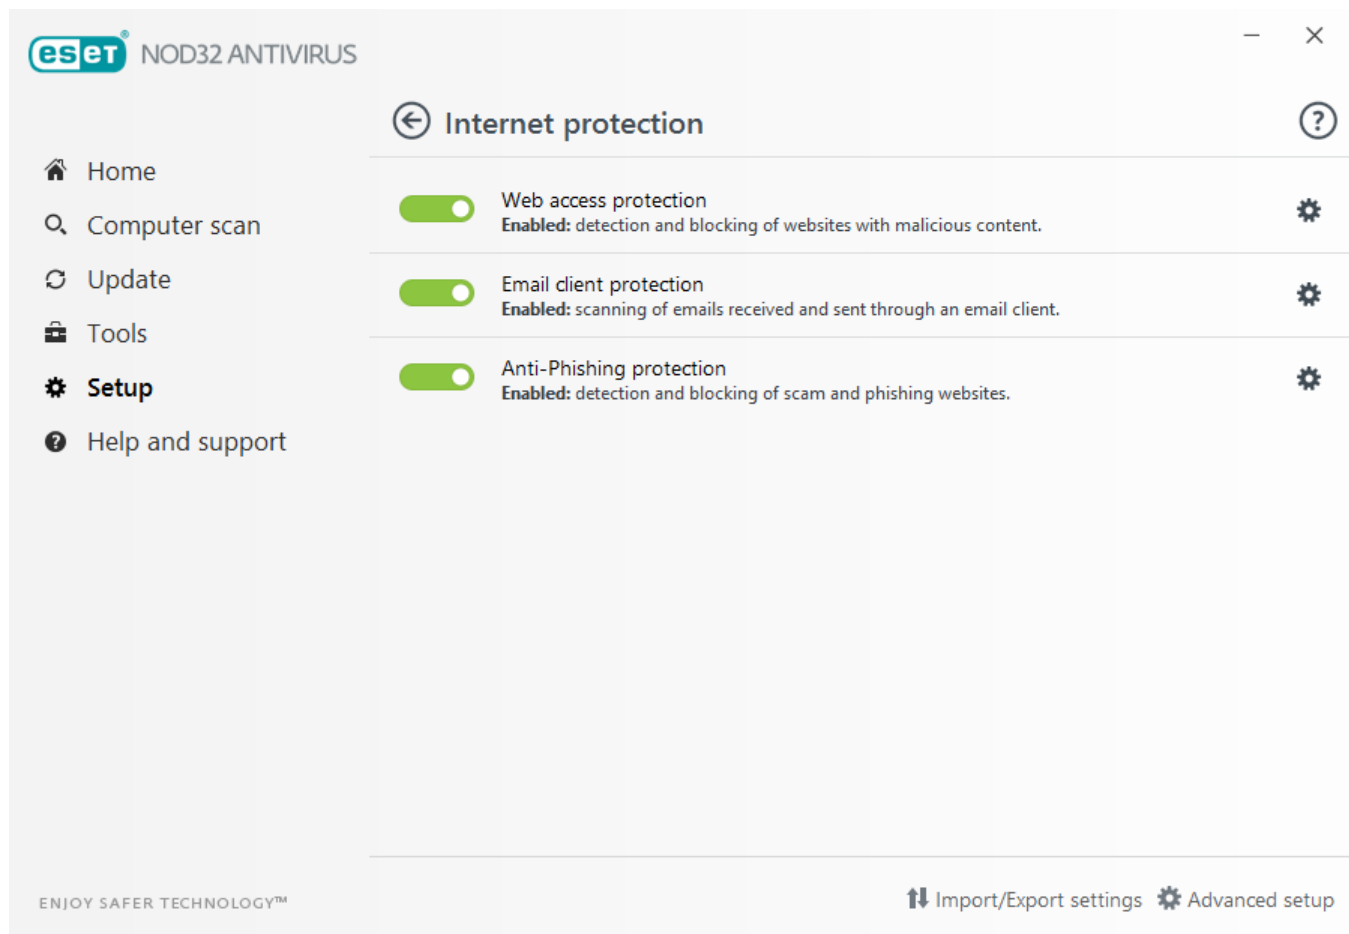 eset® NOD32 ANTIVIRUS
Internet protection
Home
Computer scan
Update
Tools
Setup
Help and support
Web access protection
Enabled: detection and blocking of websites with malicious content.
Email client protection
Enabled: scanning of emails received and sent through an email client.
Anti-Phishing protection
Enabled: detection and blocking of scam and phishing websites.
ENJOY SAFER TECHNOLOGY™
Import/Export settings Advanced setup